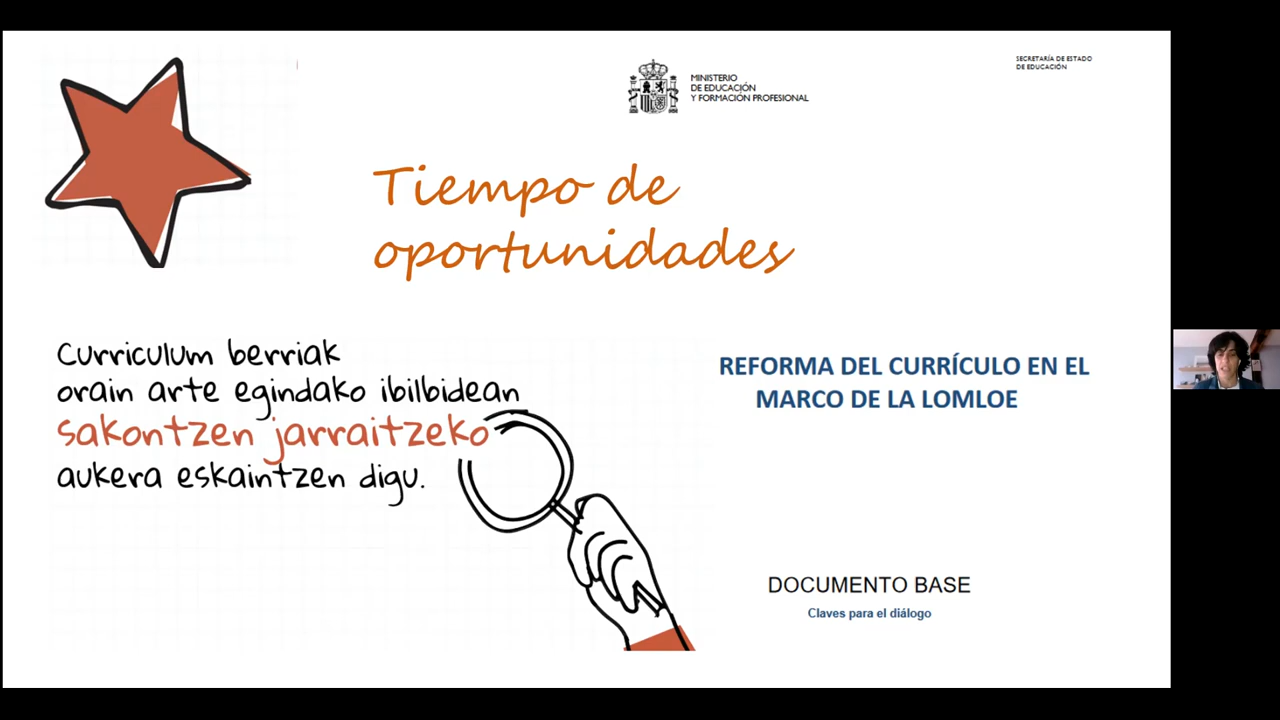 MINISTERIO
DE EDUCACIÓN
Y FORMACIÓN PROFESIONAL
SECRETARÍA DE ESTADO
DE EDUCACIÓN
Tiempo de
oportunidades
Curriculum berriak
orain arte egindako ibilbidean
sakontzen jarraitzeko
aukera eskaintzen digu.
REFORMA DEL CURRÍCULO EN EL
MARCO DE LA LOMLOE
DOCUMENTO BASE
Claves para el diálogo